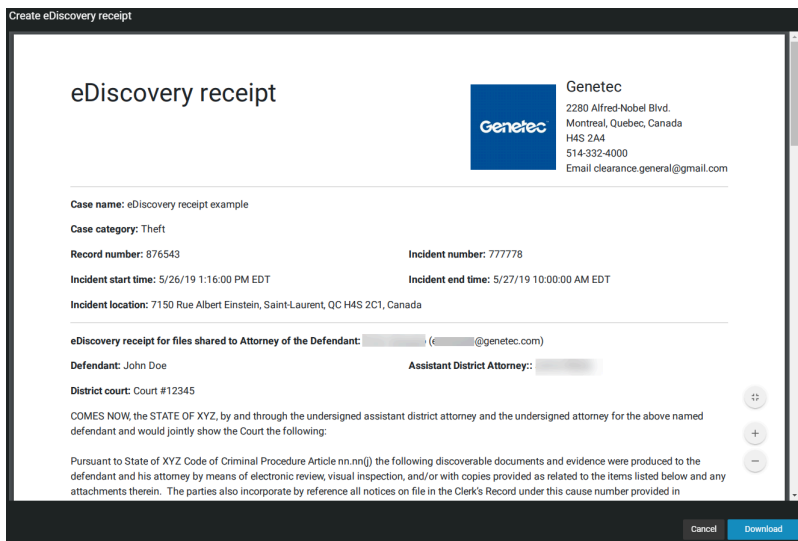 Create eDiscovery receipt
eDiscovery receipt
Genetec
Genetec
2280 Alfred-Nobel Blvd.
Montreal, Quebec, Canada
H4S 2A4
514-332-4000
Email clearance.general@gmail.com
Case name: eDiscovery receipt example
Case category: Theft
Record number: 876543
Incident number: 777778
Incident start time: 5/26/19 1:16:00 PM EDT
Incident end time: 5/27/19 10:00:00 AM EDT
Incident location: 7150 Rue Albert Einstein, Saint-Laurent, QC H4S 2C1, Canada
eDiscovery receipt for files shared to Attorney of the Defendant: (e @genetec.com)
Defendant: John Doe
Assistant District Attorney::
District court: Court #12345
COMES NOW, the STATE OF XYZ, by and through the undersigned assistant district attorney and the undersigned attorney for the above named
defendant and would jointly show the Court the following:
Pursuant to State of XYZ Code of Criminal Procedure Article nn.nn(j) the following discoverable documents and evidence were produced to the
defendant and his attorney by means of electronic review, visual inspection, and/or with copies provided as related to the items listed below and any
attachments therein. The parties also incorporate by reference all notices on file in the Clerk's Record under this cause number provided in
Cancel
Download